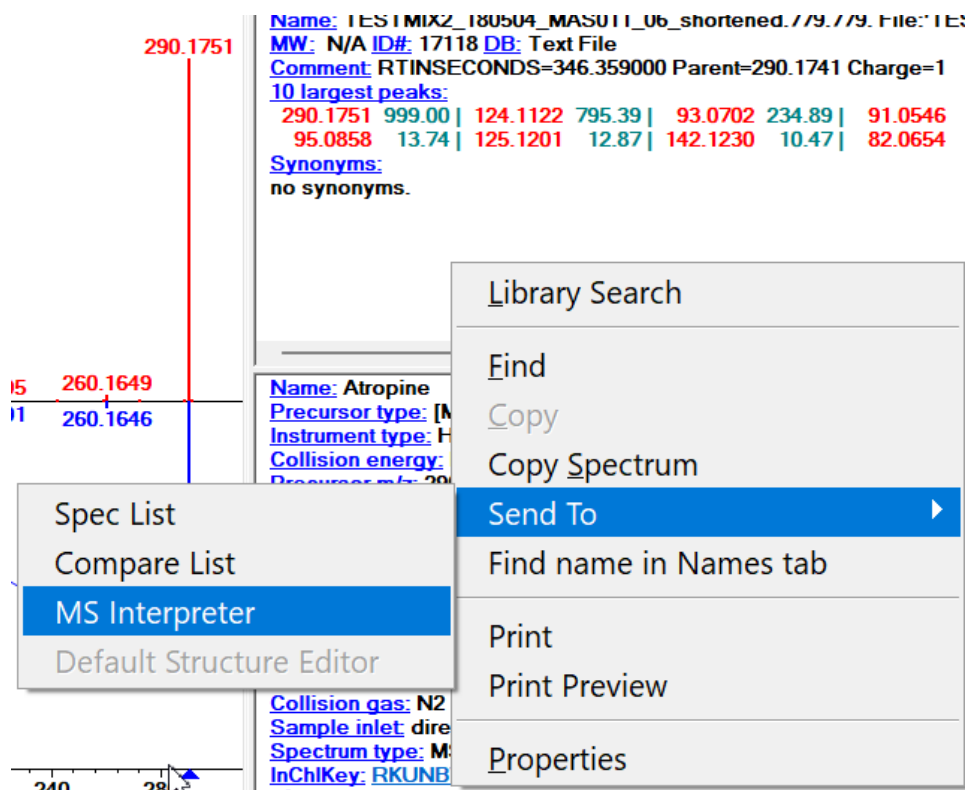 Name: TESTMIX2_180504_MAS011_06_shortened.779.779. File:
290.1751
MW: N/A ID#: 17118 DB: Text File
Comment: RTINSECONDS=346.359000 Parent=290.1741 Charge=1
10 largest peaks:
290.1751 999.00 | 124.1122 795.39 | 93.0702 234.89 | 91.0546
95.0858 13.74 | 125.1201 12.87 | 142.1230 10.47 | 82.0654
Synonyms:
no synonyms.
Library Search
Find
Copy
Copy Spectrum
Send To
Find name in Names tab
Print
Print Preview
Properties
260.1649
260.1646
Name: Atropine
Precursor type: [M
Instrument type: H
Collision energy:
Precursor m/z: 29
Spec List
Compare List
MS Interpreter
Default Structure Editor
Collision gas: N2
Sample inlet: dire
Spectrum type: M
InChIKey: RKUNB
240 28